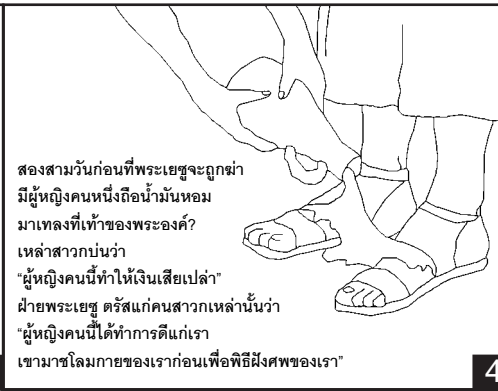 สองสามวันก่อนที่พระเยซูจะถูกฆ่า
มีผู้หญิงคนหนึ่งถือน้ำมันหอม
มาเทลงที่เท้าของพระองค์?
เหล่าสาวกบ่นว่า
“ผู้หญิงคนนี้ทำให้เงินเสียเปล่า”
ฝ่ายพระเยซู ตรัสแก่คนสาวกเหล่านั้นว่า
“ผู้หญิงคนนี้ได้ทำการดีแก่เรา
เขามาชโลมกายของเราก่อนเพื่อพิธีฝังศพของเรา”
4